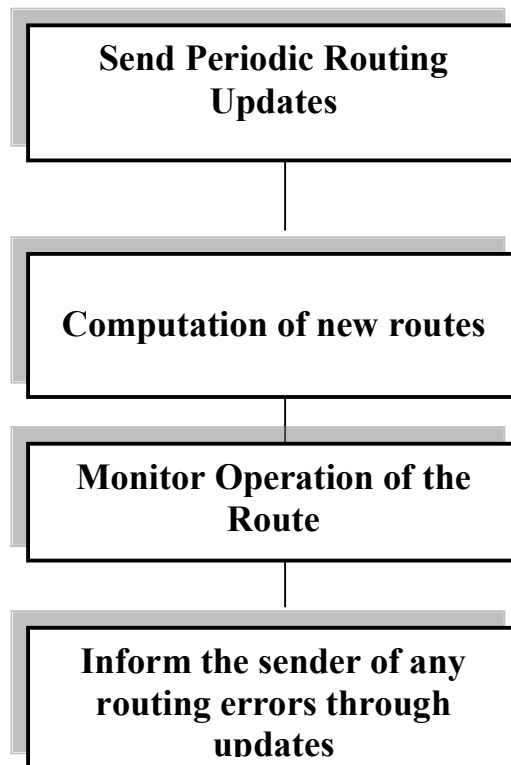 Send Periodic Routing
Updates
Computation of new routes
Monitor Operation of the
Route
Inform the sender of any
routing errors through
updates